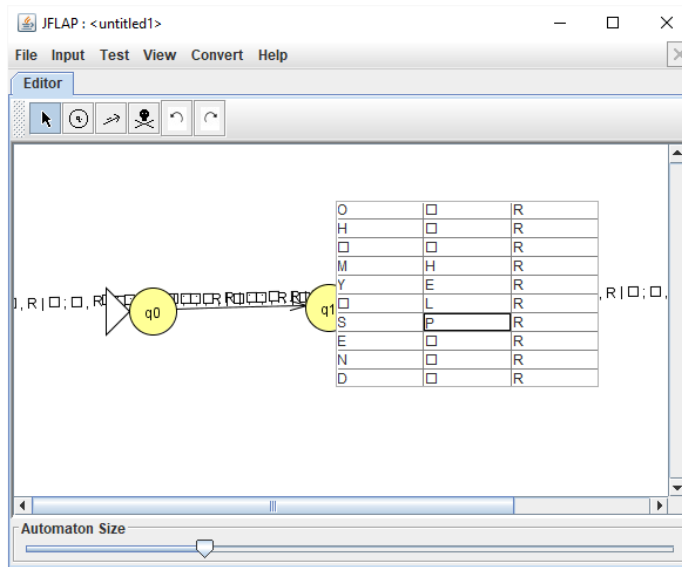 JFLAP : <untitled1>
File Input Test View Convert Help
Editor
O □ R
H □ R
□ □ R
M H R
Y E R
□ L R
S P R
E □ R
N □ R
D □ R
, R | □ ; □ , R
q0
q1
, R | □ ; □ ,
Automaton Size